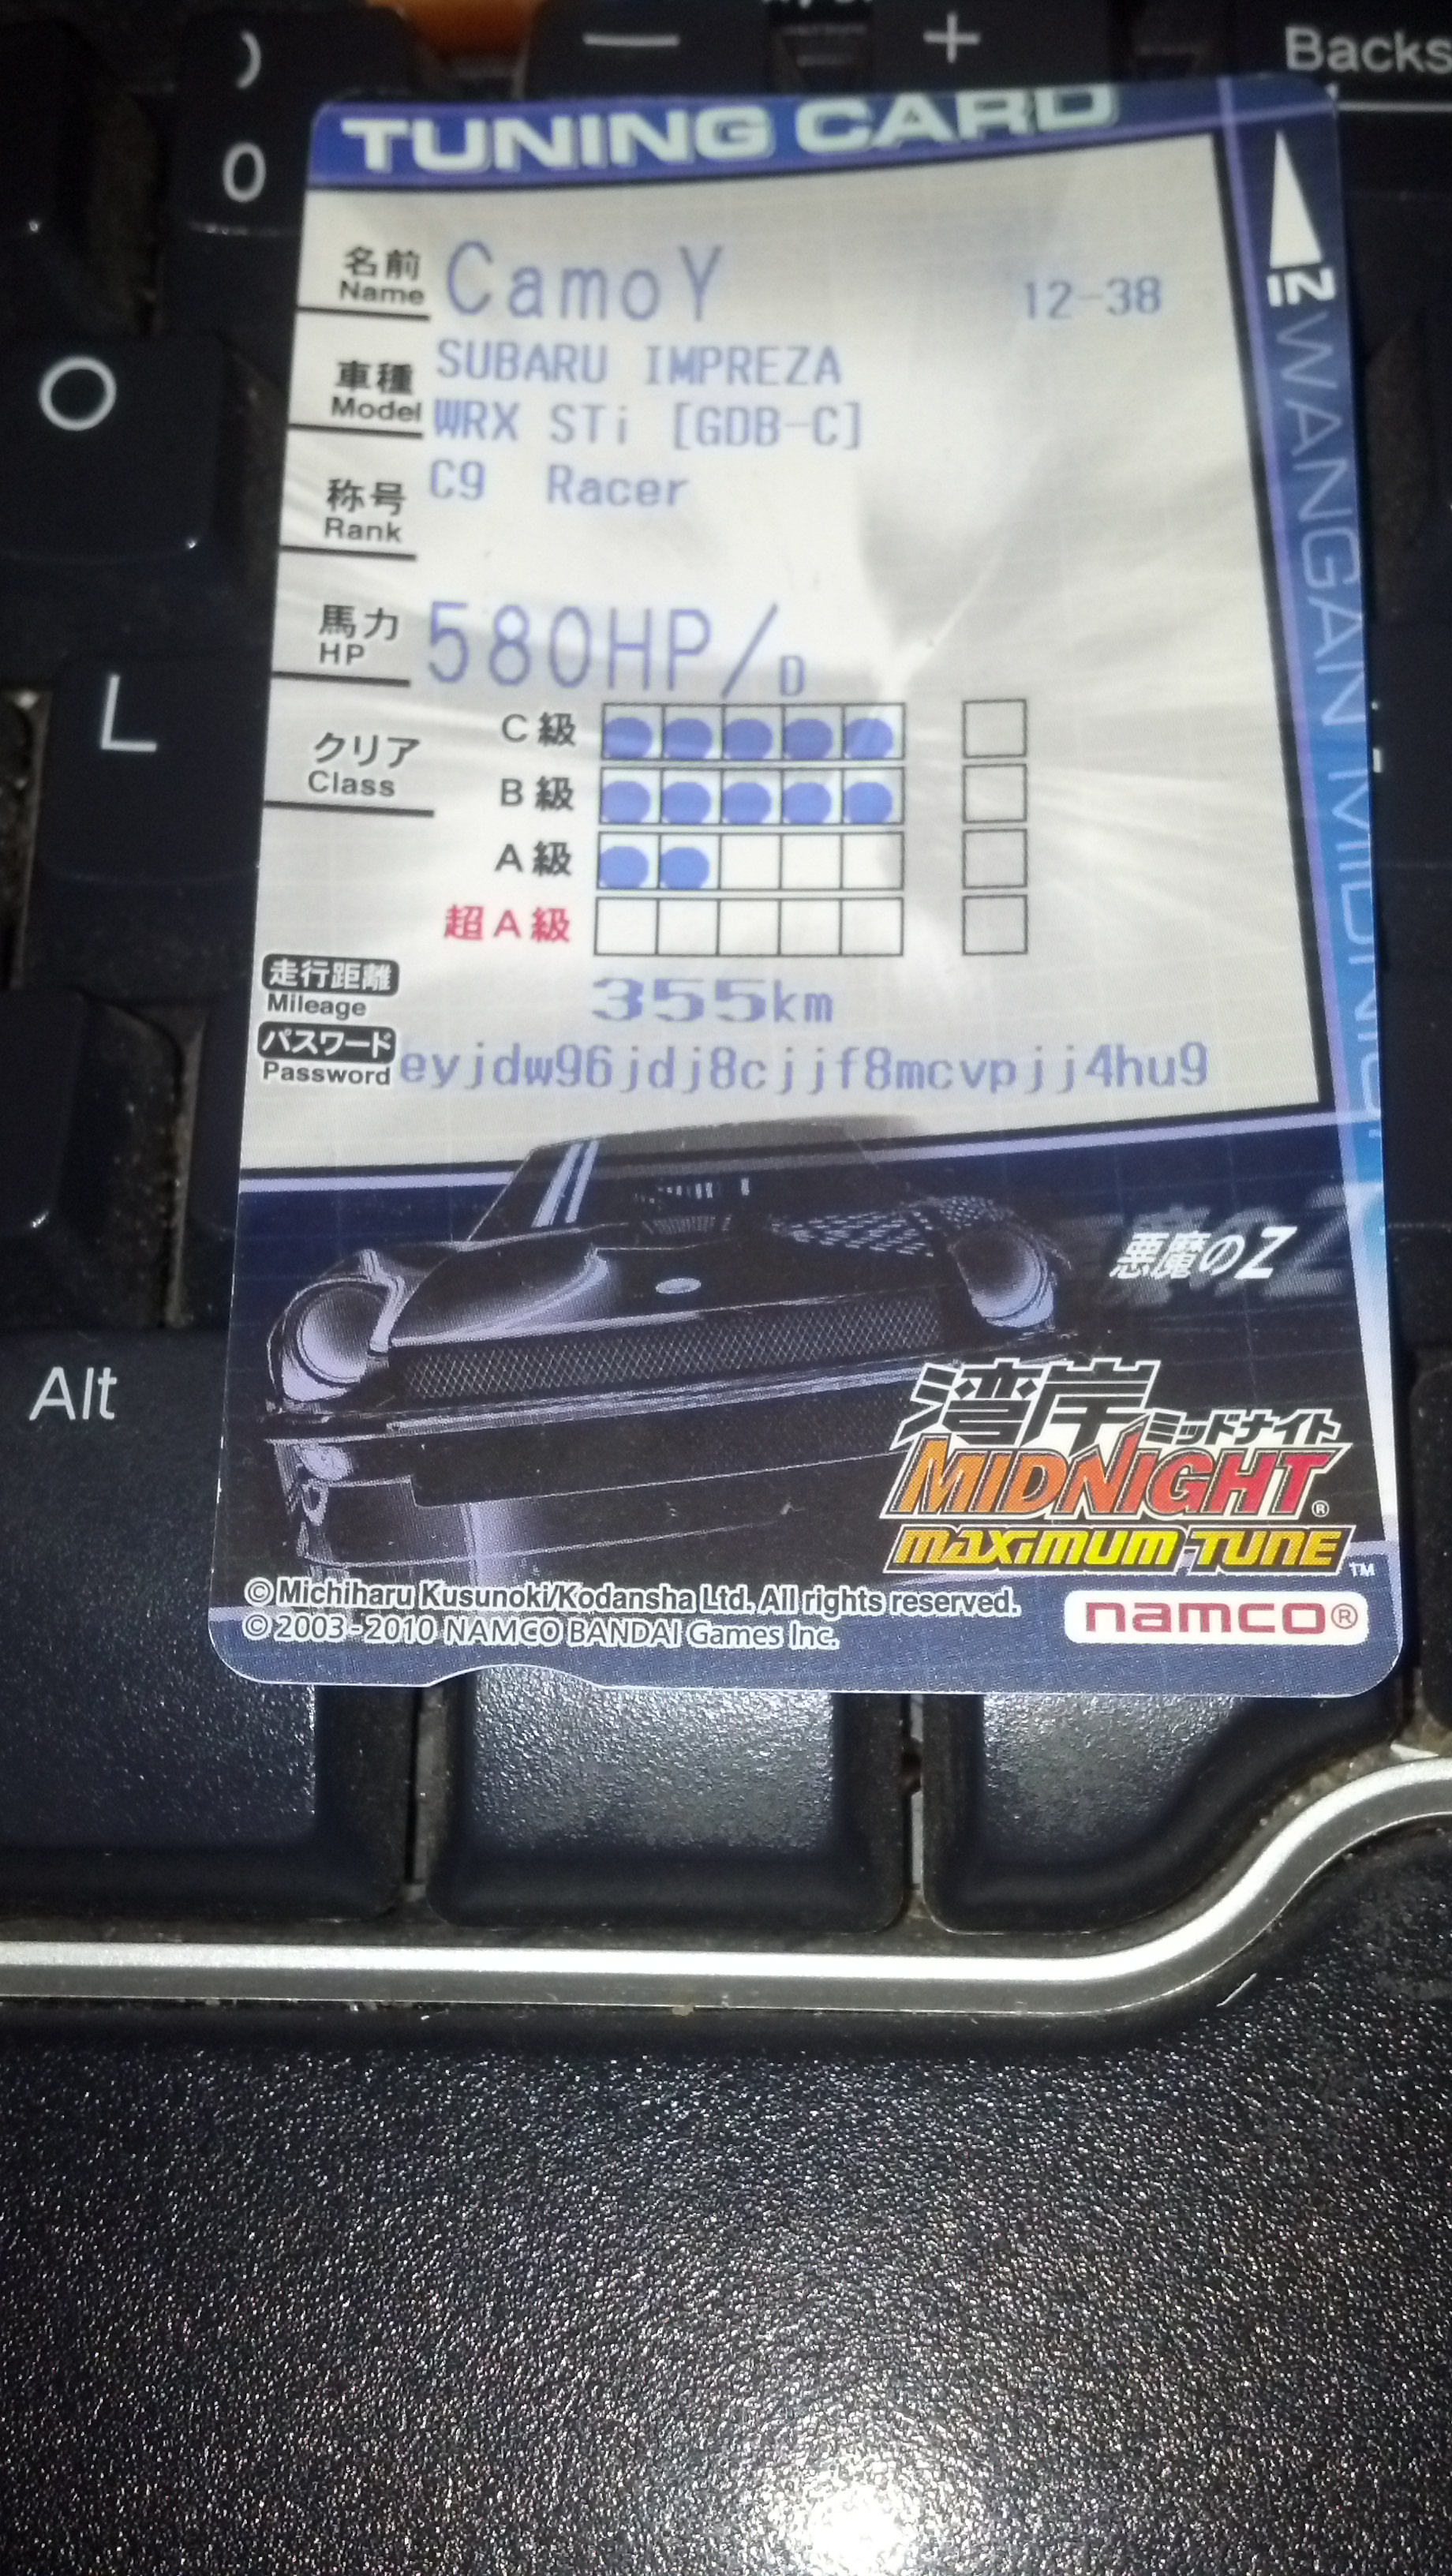 )
0
—
+
Backs
O
L
Alt
TUNING CARD
IN WANGAN MIDNIG
名前
Name
CamoY
12-38
車種
Model
SUBARU IMPREZA
WRX STi [GDB-C]
称号
Rank
C9 Racer
馬力
HP
580HP/D
クリア
Class
C級
B級
A級
超A級
走行距離
Mileage
355km
パスワード
Password
eyjdw96jdj8cjjf8mcvpjj4hu9
悪魔のZ
湾岸ミッドナイト
MIDNIGHT®
MAXIMUM TUNE™
© Michiharu Kusunoki/Kodansha Ltd. All rights reserved.
© 2003-2010 NAMCO BANDAI Games Inc.
namco®